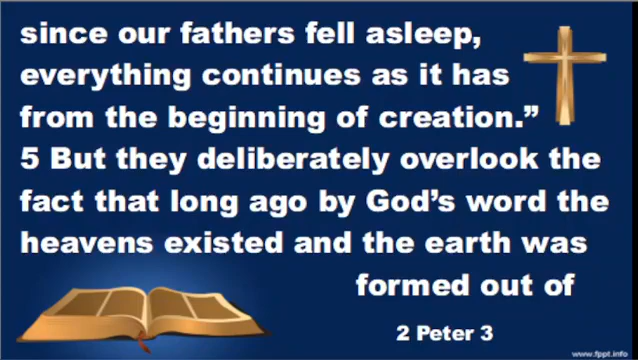 since our fathers fell asleep,
everything continues as it has
from the beginning of creation.”
5 But they deliberately overlook the
fact that long ago by God’s word the
heavens existed and the earth was
formed out of
2 Peter 3
www.fppt.info